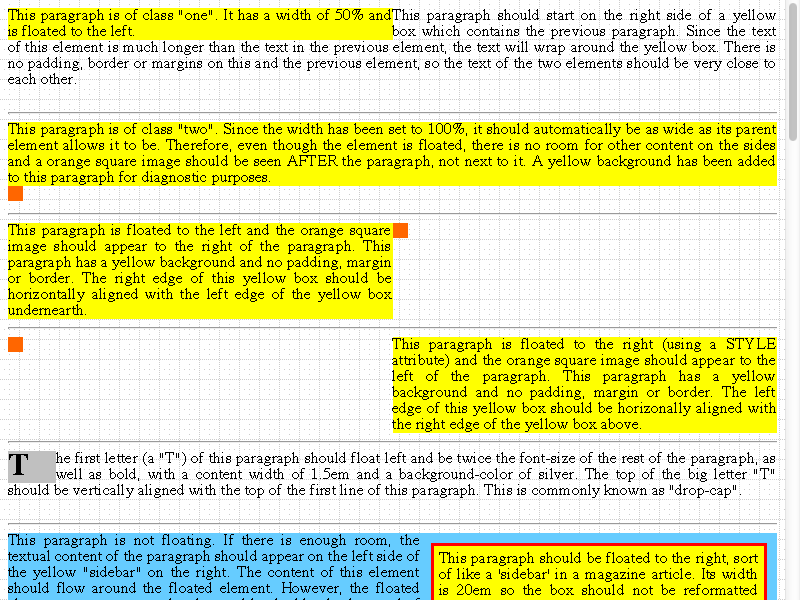 This paragraph is of class "one". It has a width of 50% and
is floated to the left.
This paragraph should start on the right side of a yellow
box which contains the previous paragraph. Since the text
of this element is much longer than the text in the previous element, the text will wrap around the yellow box. There is
no padding, border or margins on this and the previous element, so the text of the two elements should be very close to
each other.
This paragraph is of class "two". Since the width has been set to 100%, it should automatically be as wide as its parent
element allows it to be. Therefore, even though the element is floated, there is no room for other content on the sides
and a orange square image should be seen AFTER the paragraph, not next to it. A yellow background has been added
to this paragraph for diagnostic purposes.
This paragraph is floated to the left and the orange square
image should appear to the right of the paragraph. This
paragraph has a yellow background and no padding, margin
or border. The right edge of this yellow box should be
horizontally aligned with the left edge of the yellow box
undernearth.
This paragraph is floated to the right (using a STYLE
attribute) and the orange square image should appear to the
left of the paragraph. This paragraph has a yellow
background and no padding, margin or border. The left
edge of this yellow box should be horizonally aligned with
the right edge of the yellow box above.
The first letter (a "T") of this paragraph should float left and be twice the font-size of the rest of the paragraph, as
well as bold, with a content width of 1.5em and a background-color of silver. The top of the big letter "T"
should be vertically aligned with the top of the first line of this paragraph. This is commonly known as "drop-cap".
This paragraph is not floating. If there is enough room, the
textual content of the paragraph should appear on the left side of
the yellow "sidebar" on the right. The content of this element
should flow around the floated element. However, the floated
This paragraph should be floated to the right, sort
of like a 'sidebar' in a magazine article. Its width
is 20em so the box should not be reformatted